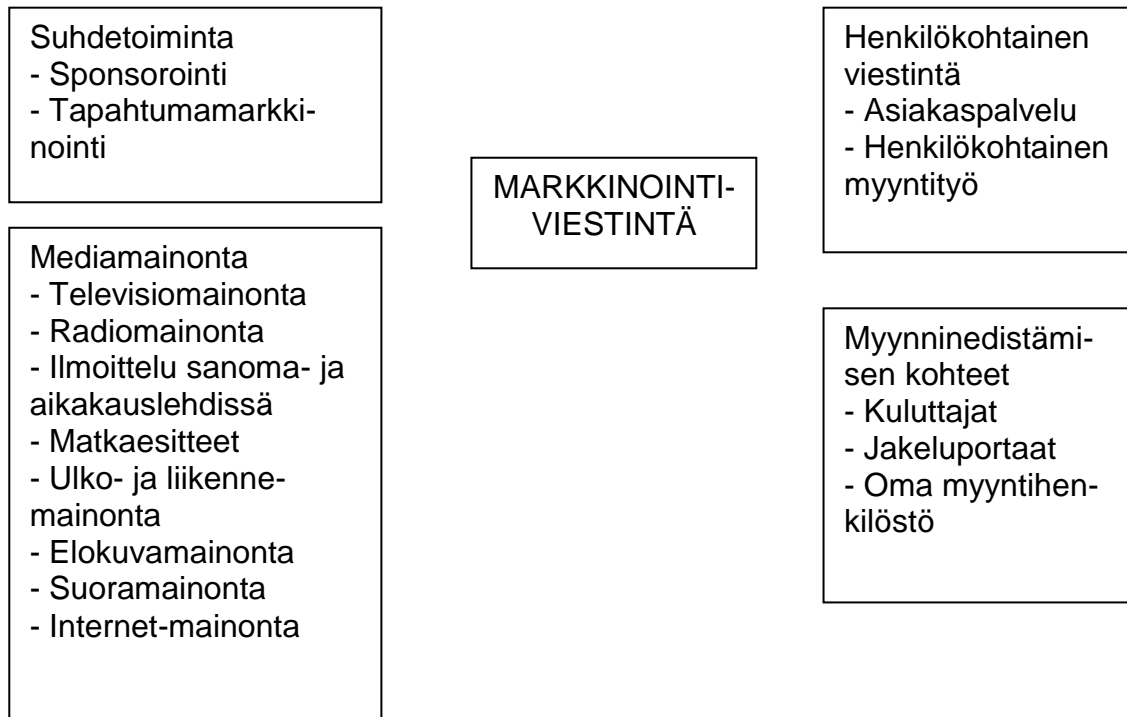 Suhdetoiminta
- Sponsorointi
- Tapahtumamarkki-
nointi
Mediamainonta
- Televisiomainonta
- Radiomainonta
- Ilmoittelu sanoma- ja
aikakauslehdissä
- Matkaesitteet
- Ulko- ja liikenne-
mainonta
- Elokuvamainonta
- Suoramainonta
- Internet-mainonta
MARKKINOINTI-
VIESTINTÄ
Henkilökohtainen
viestintä
- Asiakaspalvelu
- Henkilökohtainen
myyntityö
Myynninedistämi-
sen kohteet
- Kuluttajat
- Jakeluportaat
- Oma myyntihen-
kilöstö